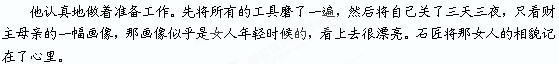 他认真地做着准备工作。先将所有的工具磨了一遍，然后将自己关了三天三夜，只看财
主母亲的一幅画像，那画像似乎是女人年轻时候的，看上去很漂亮。石匠将那女人的相貌记
在了心里。